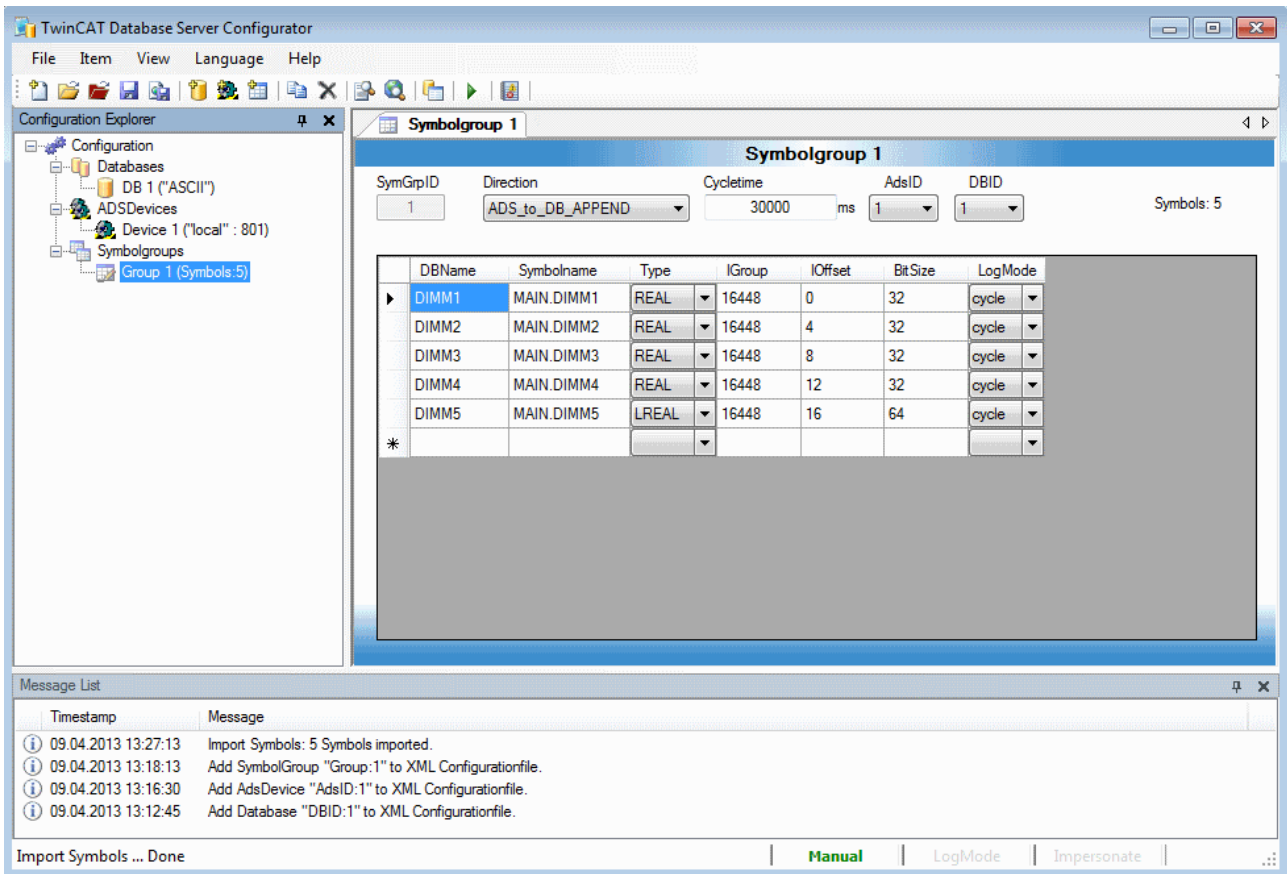 TwinCAT Database Server Configurator
File Item View Language Help
Configuration Explorer
Configuration
Databases
DB 1 ("ASCII")
ADSDevices
Device 1 ("local" : 801)
Symbolgroups
Group 1 (Symbols:5)
Symbolgroup 1
Symbolgroup 1
SymGrpID Direction Cycletime AdsID DBID
1 ADS_to_DB_APPEND 30000 ms 1 1 Symbols: 5
DBName Symbolname Type IGroup IOffset BitSize LogMode
DIMM1 MAIN.DIMM1 REAL 16448 0 32 cycle
DIMM2 MAIN.DIMM2 REAL 16448 4 32 cycle
DIMM3 MAIN.DIMM3 REAL 16448 8 32 cycle
DIMM4 MAIN.DIMM4 REAL 16448 12 32 cycle
DIMM5 MAIN.DIMM5 LREAL 16448 16 64 cycle
Message List
Timestamp Message
09.04.2013 13:27:13 Import Symbols: 5 Symbols imported.
09.04.2013 13:18:13 Add SymbolGroup "Group:1" to XML Configurationfile.
09.04.2013 13:16:30 Add AdsDevice "AdsID:1" to XML Configurationfile.
09.04.2013 13:12:45 Add Database "DBID:1" to XML Configurationfile.
Import Symbols ... Done Manual LogMode Impersonate